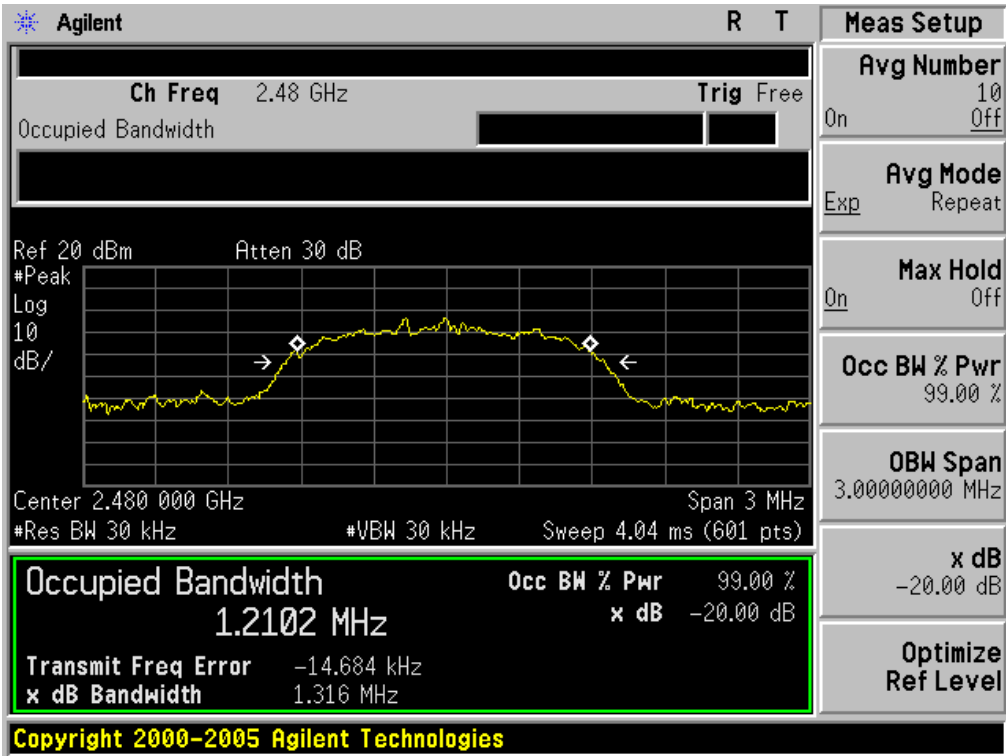 Agilent R T
Ch Freq 2.48 GHz Trig Free
Occupied Bandwidth
Ref 20 dBm Atten 30 dB
#Peak
Log
10
dB/
Center 2.480 000 GHz Span 3 MHz
#Res BW 30 kHz #VBW 30 kHz Sweep 4.04 ms (601 pts)
Occupied Bandwidth Occ BW % Pwr 99.00 %
1.2102 MHz x dB -20.00 dB
Transmit Freq Error -14.684 kHz
x dB Bandwidth 1.316 MHz
Copyright 2000-2005 Agilent Technologies
Meas Setup
Avg Number
10
On Off
Avg Mode
Exp Repeat
Max Hold
On Off
Occ BW % Pwr
99.00 %
OBW Span
3.00000000 MHz
x dB
-20.00 dB
Optimize
Ref Level